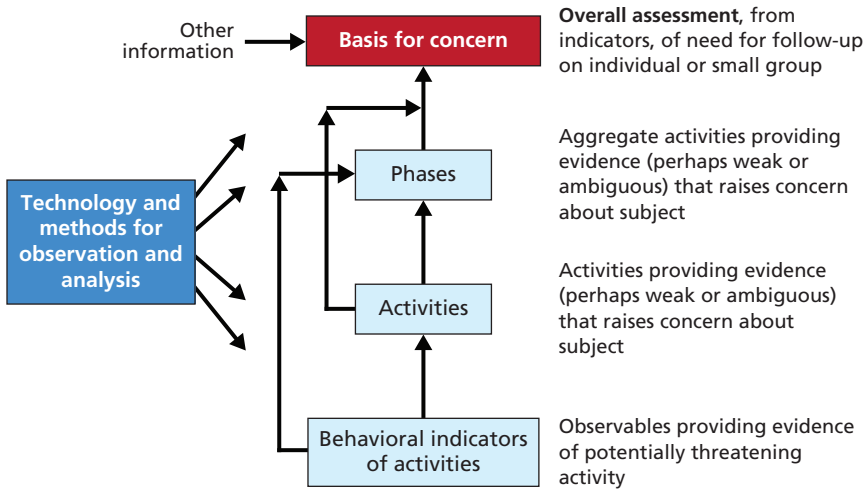 Other
information
Basis for concern
Overall assessment, from
indicators, of need for follow-up
on individual or small group
Technology and
methods for
observation and
analysis
Phases
Aggregate activities providing
evidence (perhaps weak or
ambiguous) that raises concern
about subject
Activities
Activities providing evidence
(perhaps weak or ambiguous)
that raises concern about
subject
Behavioral indicators
of activities
Observables providing evidence
of potentially threatening
activity